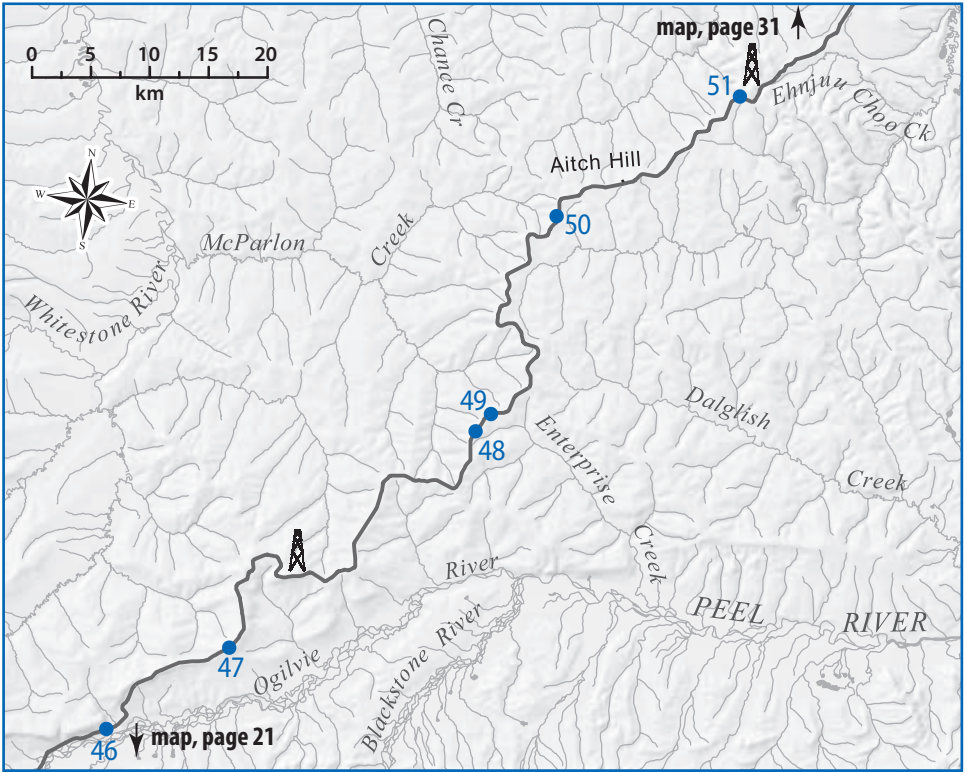 map, page 31
0 5 10 15 20
km
Chance Cr
51
Ehnjuu Choo Ck
Aitch Hill
N
W E
S
50
McParlon Creek
Whitestone River
49
48
Dalglish Creek
Enterprise Creek
River
PEEL RIVER
47
Ogilvie
Blackstone River
46
map, page 21